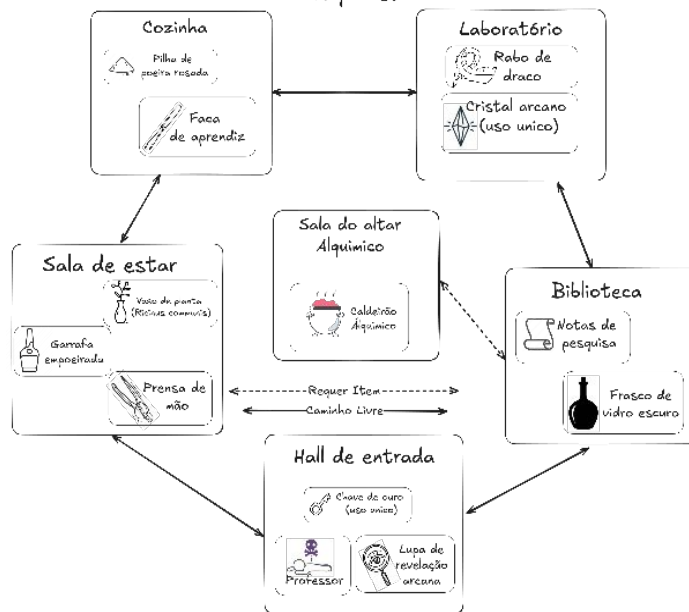 Cozinha
Pilha de
poeira rosada
Faca
de aprendiz
Laboratório
Rabo de
draco
Cristal arcano
(uso unico)
Sala de estar
Vaso de planta
(Ricinus communis)
Garrafa
empoeirada
Prensa de
mão
Sala do altar
Alquimico
Caldeirão
Alquimico
Biblioteca
Notas de
pesquisa
Frasco de
vidro escuro
Requer Item
Caminho Livre
Hall de entrada
Chave de ouro
(uso unico)
Professor
Lupa de
revelação
arcana